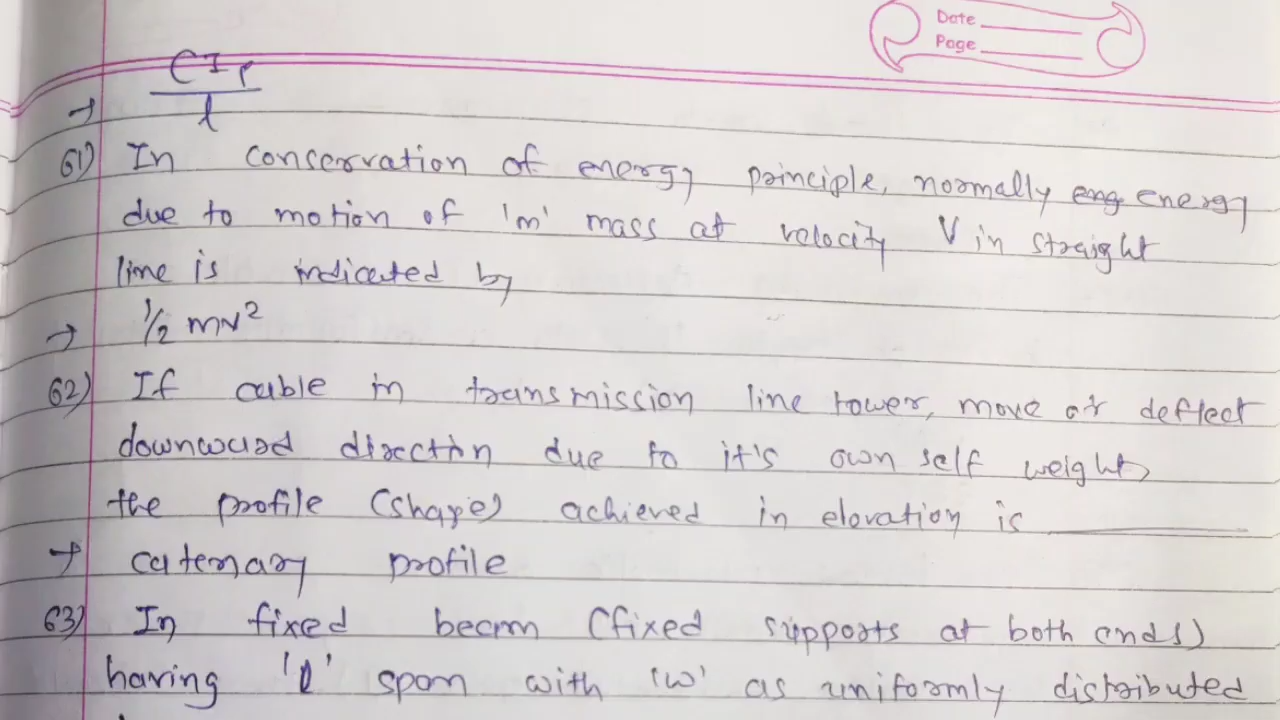 Date
Page
CIp
→ l
61) In conservation of energy principle, normally eng energy
due to motion of 'm' mass at velocity V in straight
line is indicated by
→ 1/2 mv²
62) If cable in transmission line tower, move or deflect
downward direction due to it's own self weight,
the profile (shape) achieved in elevation is ________
→ catenary profile
63) In fixed beam (fixed supports at both ends)
having 'l' span with 'w' as uniformly distributed